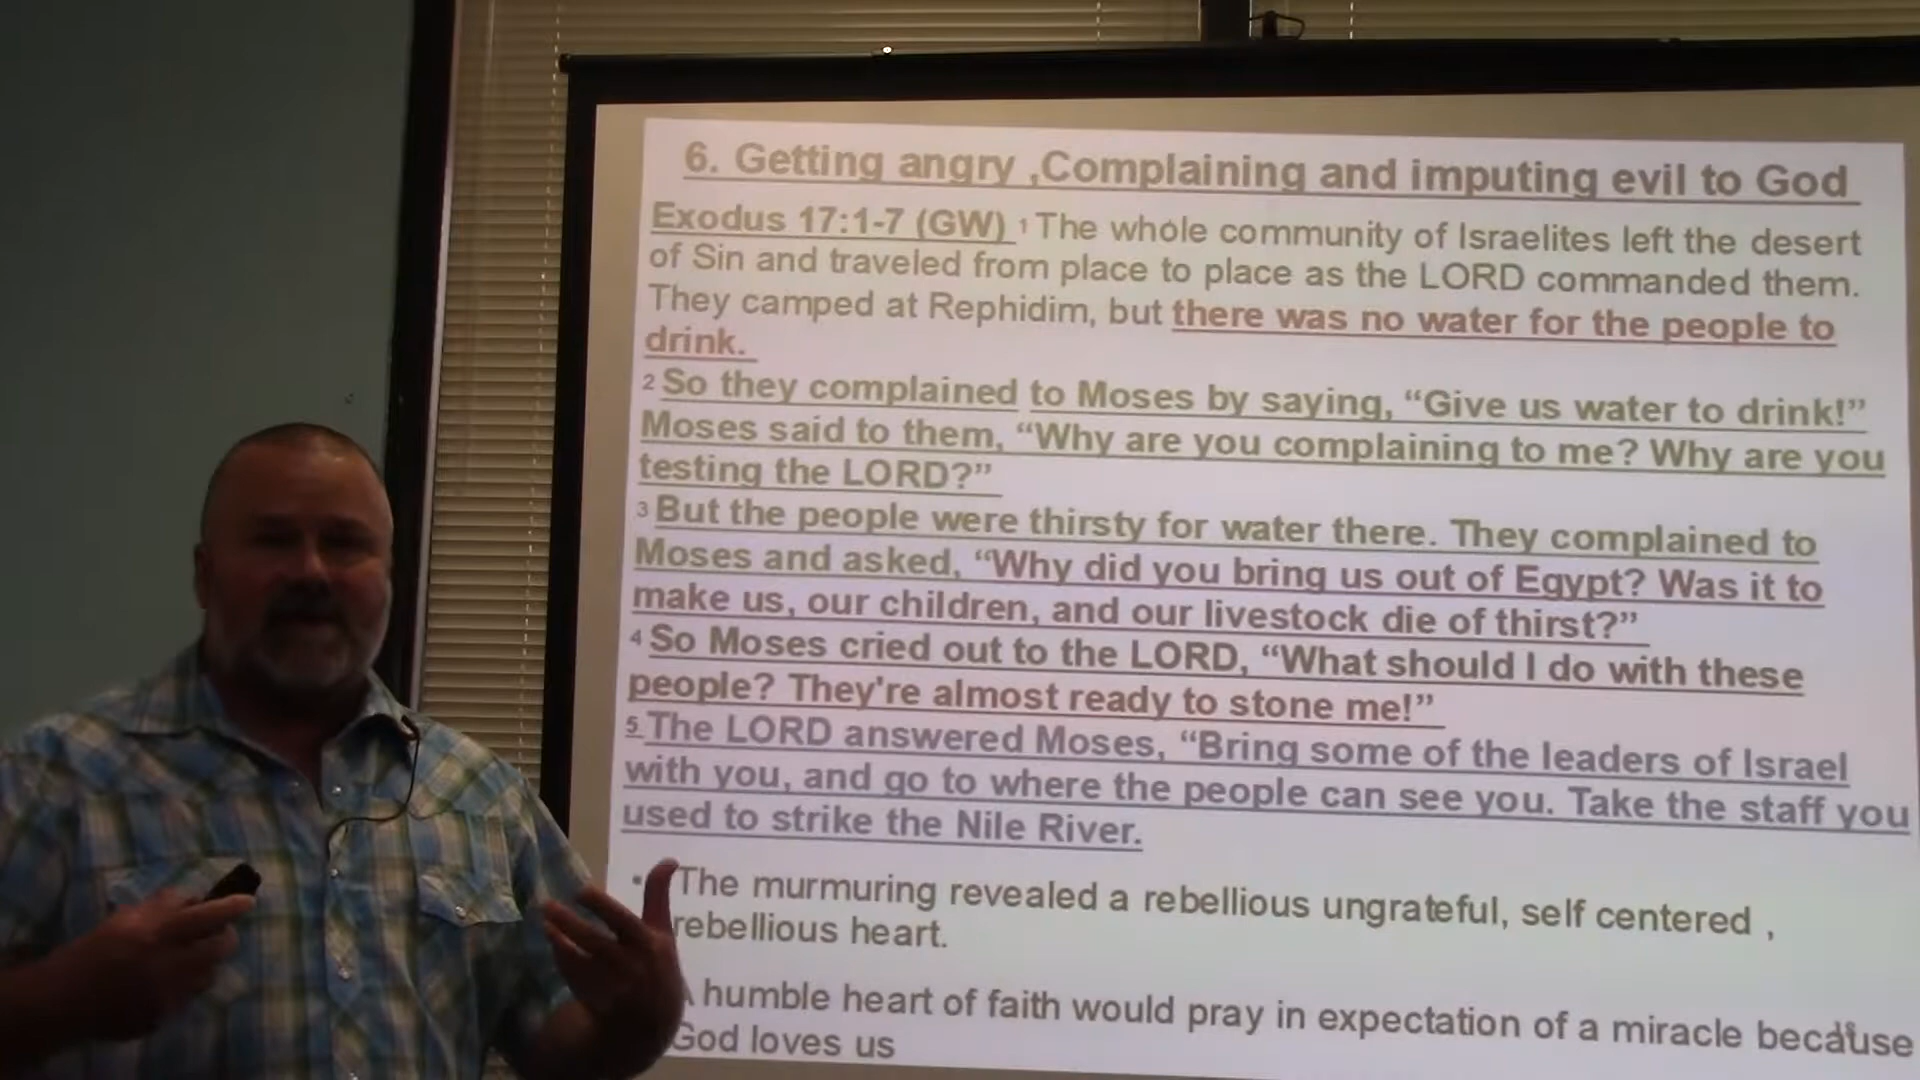 6. Getting angry ,Complaining and imputing evil to God
Exodus 17:1-7 (GW) 1 The whole community of Israelites left the desert
of Sin and traveled from place to place as the LORD commanded them.
They camped at Rephidim, but there was no water for the people to
drink.
2 So they complained to Moses by saying, “Give us water to drink!”
Moses said to them, “Why are you complaining to me? Why are you
testing the LORD?”
3 But the people were thirsty for water there. They complained to
Moses and asked, “Why did you bring us out of Egypt? Was it to
make us, our children, and our livestock die of thirst?”
4 So Moses cried out to the LORD, “What should I do with these
people? They're almost ready to stone me!”
5 The LORD answered Moses, “Bring some of the leaders of Israel
with you, and go to where the people can see you. Take the staff you
used to strike the Nile River.
• The murmuring revealed a rebellious ungrateful, self centered ,
rebellious heart.
A humble heart of faith would pray in expectation of a miracle because
God loves us